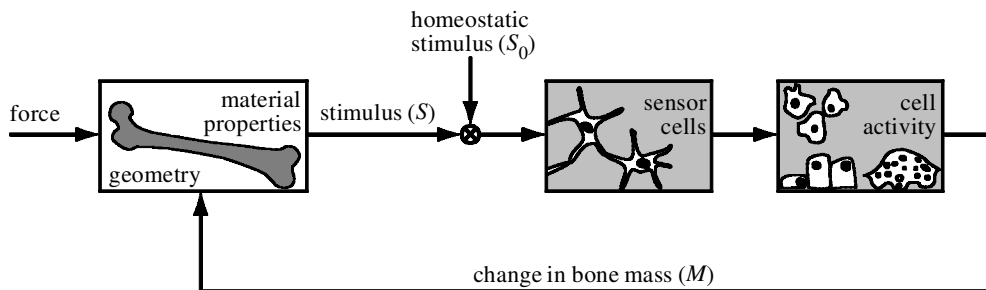 homeostatic
stimulus (S₀)
force
material
properties
geometry
stimulus (S)
sensor
cells
cell
activity
change in bone mass (M)